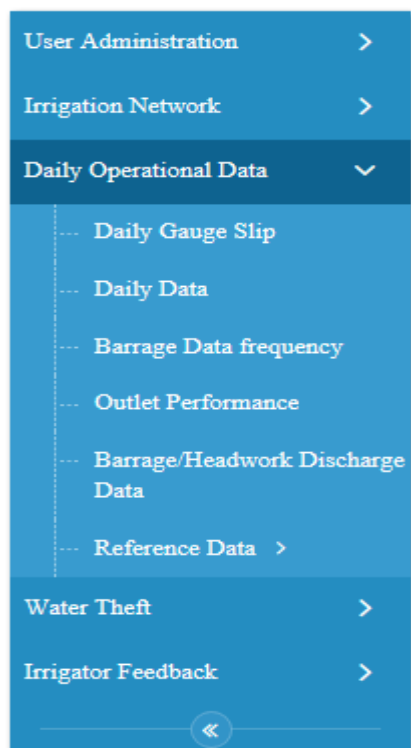 User Administration
Irrigation Network
Daily Operational Data
Daily Gauge Slip
Daily Data
Barrage Data frequency
Outlet Performance
Barrage/Headwork Discharge
Data
Reference Data
Water Theft
Irrigator Feedback